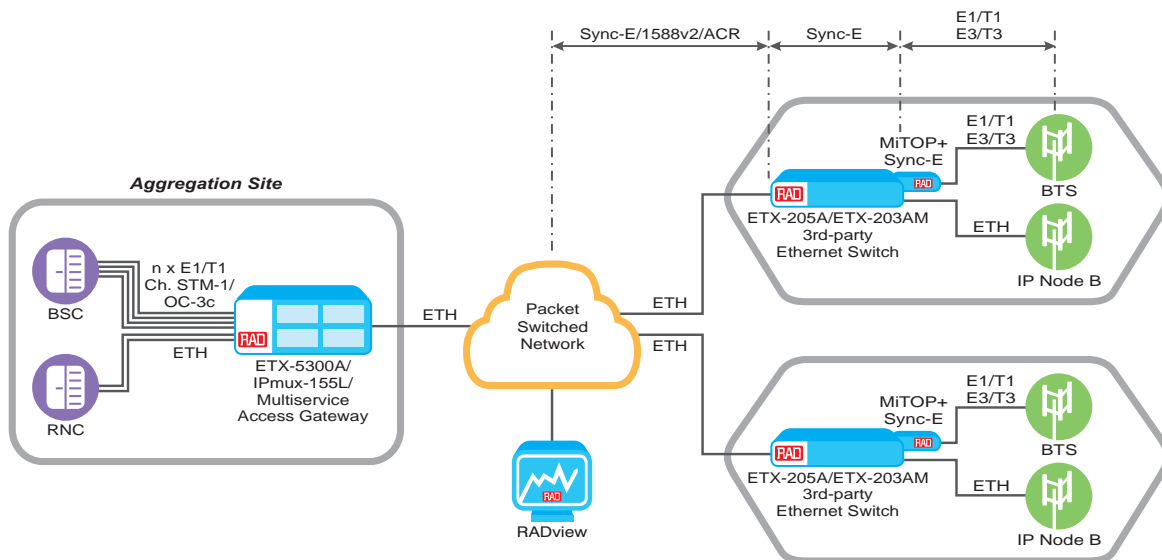 Sync-E/1588v2/ACR
Sync-E
E1/T1
E3/T3
Aggregation Site
BSC
RNC
n x E1/T1
Ch. STM-1/
OC-3c
ETH
RAD
ETX-5300A/
IPmux-155L/
Multiservice
Access Gateway
ETH
Packet
Switched
Network
RAD
RADview
ETH
ETH
MiTOP+
Sync-E
RAD
RAD
ETX-205A/ETX-203AM
3rd-party
Ethernet Switch
E1/T1
E3/T3
BTS
ETH
IP Node B
MiTOP+
Sync-E
RAD
RAD
ETX-205A/ETX-203AM
3rd-party
Ethernet Switch
E1/T1
E3/T3
BTS
ETH
IP Node B